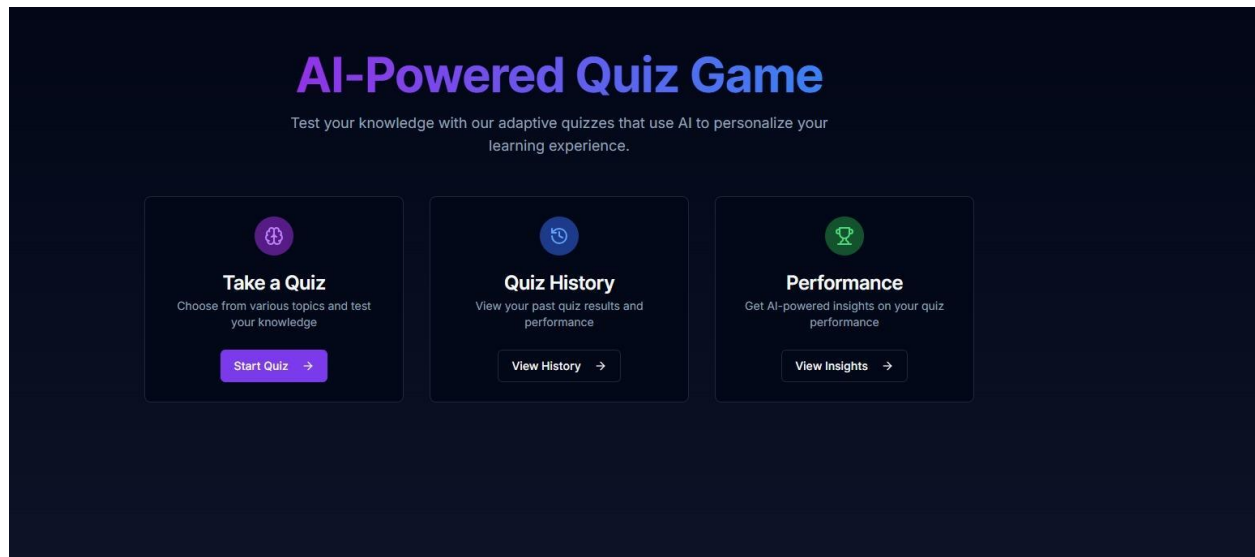 AI-Powered Quiz Game
Test your knowledge with our adaptive quizzes that use AI to personalize your
learning experience.
Take a Quiz
Choose from various topics and test
your knowledge
Start Quiz →
Quiz History
View your past quiz results and
performance
View History →
Performance
Get AI-powered insights on your quiz
performance
View Insights →